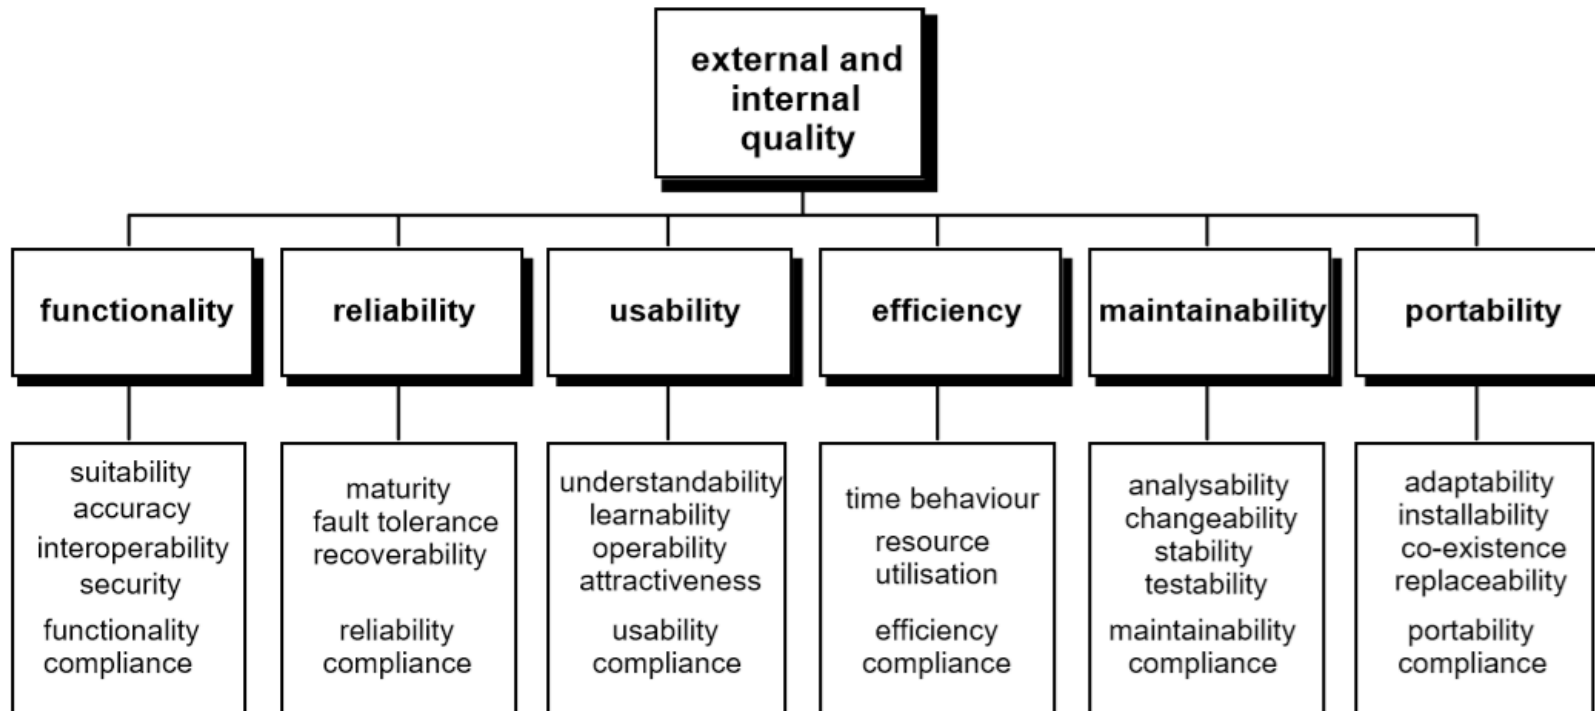 external and
internal
quality
functionality
reliability
usability
efficiency
maintainability
portability
suitability
accuracy
interoperability
security
functionality
compliance
maturity
fault tolerance
recoverability
reliability
compliance
understandability
learnability
operability
attractiveness
usability
compliance
time behaviour
resource
utilisation
efficiency
compliance
analysability
changeability
stability
testability
maintainability
compliance
adaptability
installability
co-existence
replaceability
portability
compliance